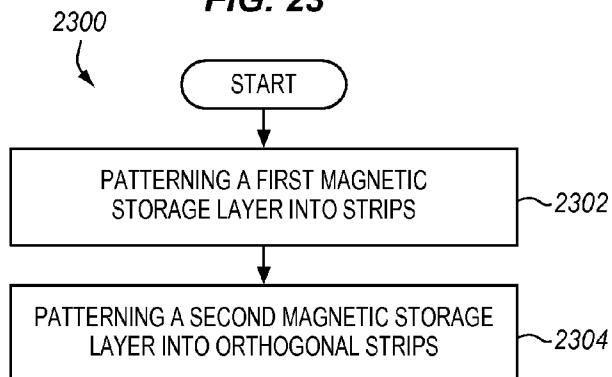 FIG. 23
2300
START
PATTERNING A FIRST MAGNETIC
STORAGE LAYER INTO STRIPS
2302
PATTERNING A SECOND MAGNETIC STORAGE
LAYER INTO ORTHOGONAL STRIPS
2304